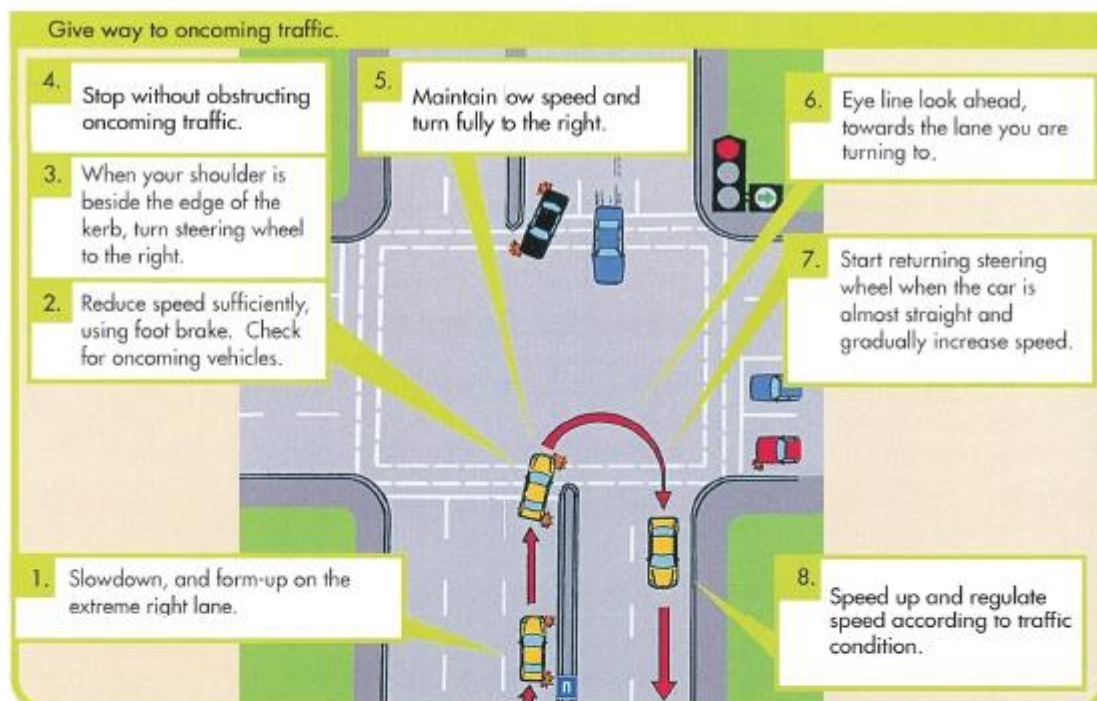 Give way to oncoming traffic.
1.
Slowdown, and form-up on the
extreme right lane.
2.
Reduce speed sufficiently,
using foot brake. Check
for oncoming vehicles.
3.
When your shoulder is
beside the edge of the
kerb, turn steering wheel
to the right.
4.
Stop without obstructing
oncoming traffic.
5.
Maintain low speed and
turn fully to the right.
6.
Eye line look ahead,
towards the lane you are
turning to.
7.
Start returning steering
wheel when the car is
almost straight and
gradually increase speed.
8.
Speed up and regulate
speed according to traffic
condition.